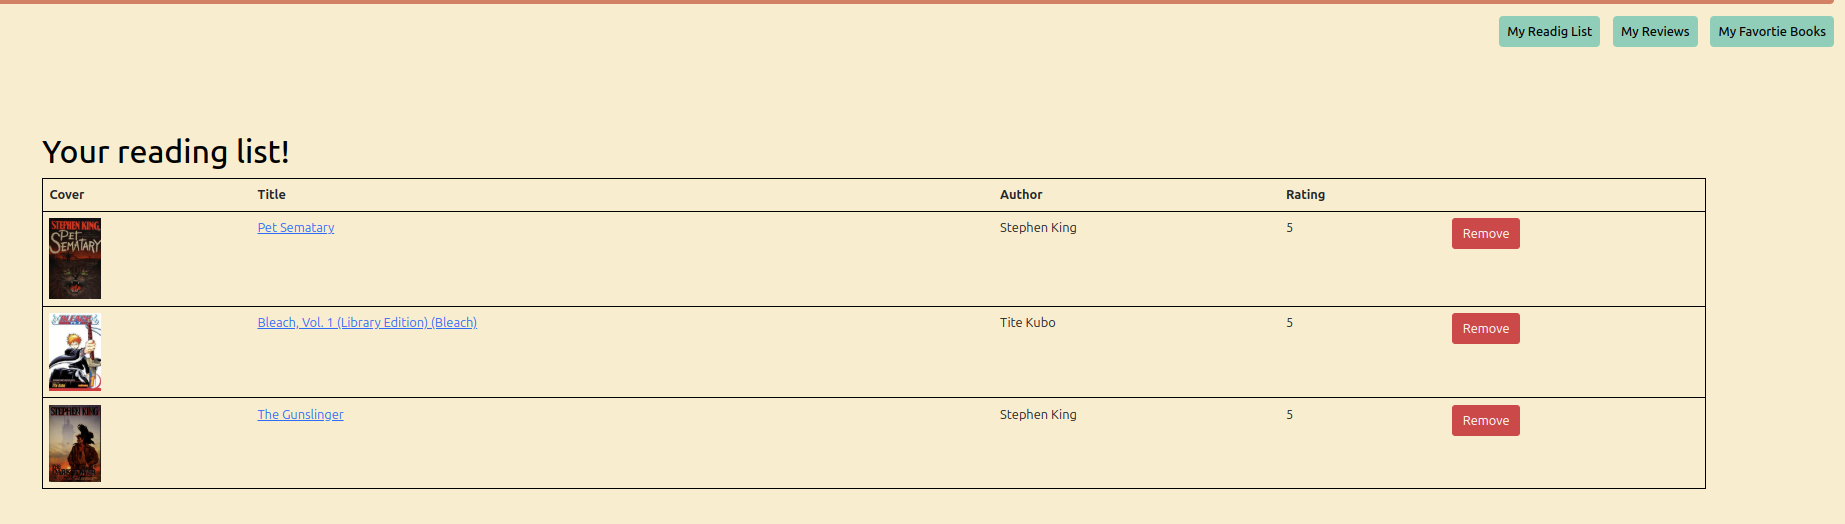 My Readig List My Reviews My Favortie Books
Your reading list!
Cover Title Author Rating
STEPHEN KING
PET SEMATARY
Pet Sematary Stephen King 5 Remove
BLEACH
Bleach, Vol. 1 (Library Edition) (Bleach) Tite Kubo 5 Remove
STEPHEN KING
The Gunslinger Stephen King 5 Remove